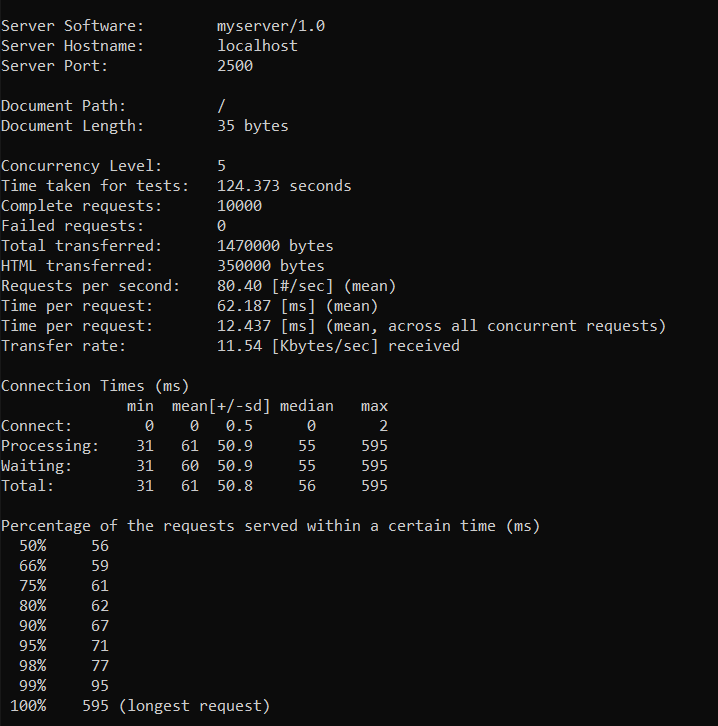 Server Software:        myserver/1.0
Server Hostname:        localhost
Server Port:            2500
Document Path:          /
Document Length:        35 bytes
Concurrency Level:      5
Time taken for tests:   124.373 seconds
Complete requests:      10000
Failed requests:        0
Total transferred:      1470000 bytes
HTML transferred:       350000 bytes
Requests per second:    80.40 [#/sec] (mean)
Time per request:       62.187 [ms] (mean)
Time per request:       12.437 [ms] (mean, across all concurrent requests)
Transfer rate:          11.54 [Kbytes/sec] received
Connection Times (ms)
              min  mean[+/-sd] median   max
Connect:        0    0   0.5      0       2
Processing:    31   61  50.9     55     595
Waiting:       31   60  50.9     55     595
Total:         31   61  50.8     56     595
Percentage of the requests served within a certain time (ms)
  50%     56
  66%     59
  75%     61
  80%     62
  90%     67
  95%     71
  98%     77
  99%     95
 100%    595 (longest request)